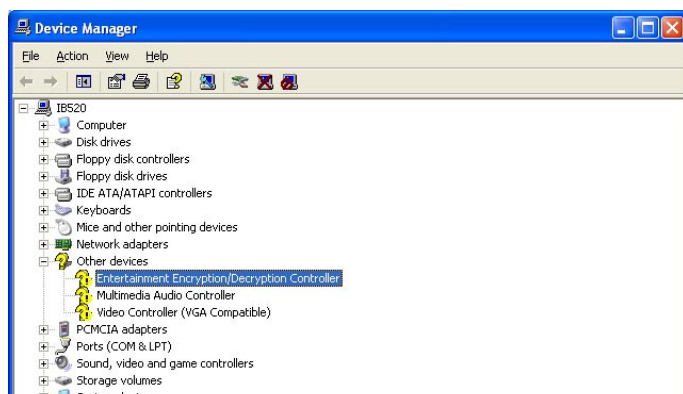 Device Manager
File Action View Help
IB520
Computer
Disk drives
Floppy disk controllers
Floppy disk drives
IDE ATA/ATAPI controllers
Keyboards
Mice and other pointing devices
Network adapters
Other devices
Entertainment Encryption/Decryption Controller
Multimedia Audio Controller
Video Controller (VGA Compatible)
PCMCIA adapters
Ports (COM & LPT)
Sound, video and game controllers
Storage volumes